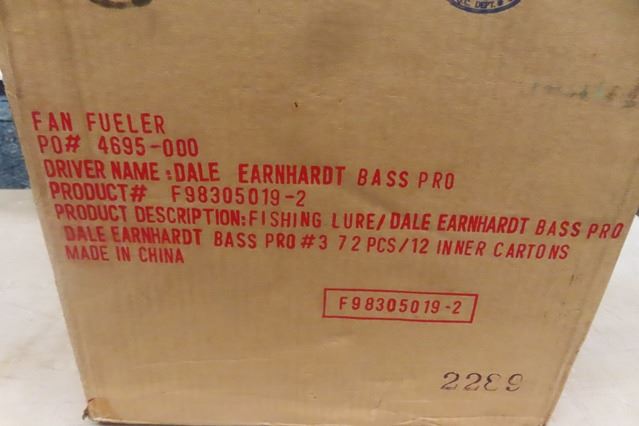 DEPT.
FAN FUELER
PO# 4695-000
DRIVER NAME:DALE EARNHARDT BASS PRO
PRODUCT# F98305019-2
PRODUCT DESCRIPTION:FISHING LURE/DALE EARNHARDT BASS PRO
DALE EARNHARDT BASS PRO #3 72 PCS/12 INNER CARTONS
MADE IN CHINA
F98305019-2